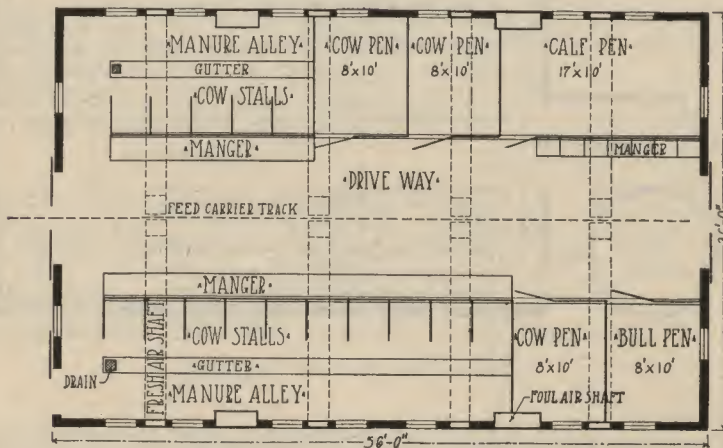 MANURE ALLEY
COW PEN
8'x10'
COW PEN
8'x10'
CALF PEN
17'x10'
GUTTER
COW STALLS
MANGER
MANGER
DRIVE WAY
FEED CARRIER TRACK
MANGER
COW STALLS
FRESH AIR SHAFT
GUTTER
DRAIN
MANURE ALLEY
COW PEN
8'x10'
BULL PEN
8'x10'
FOUL AIR SHAFT
56'-0"